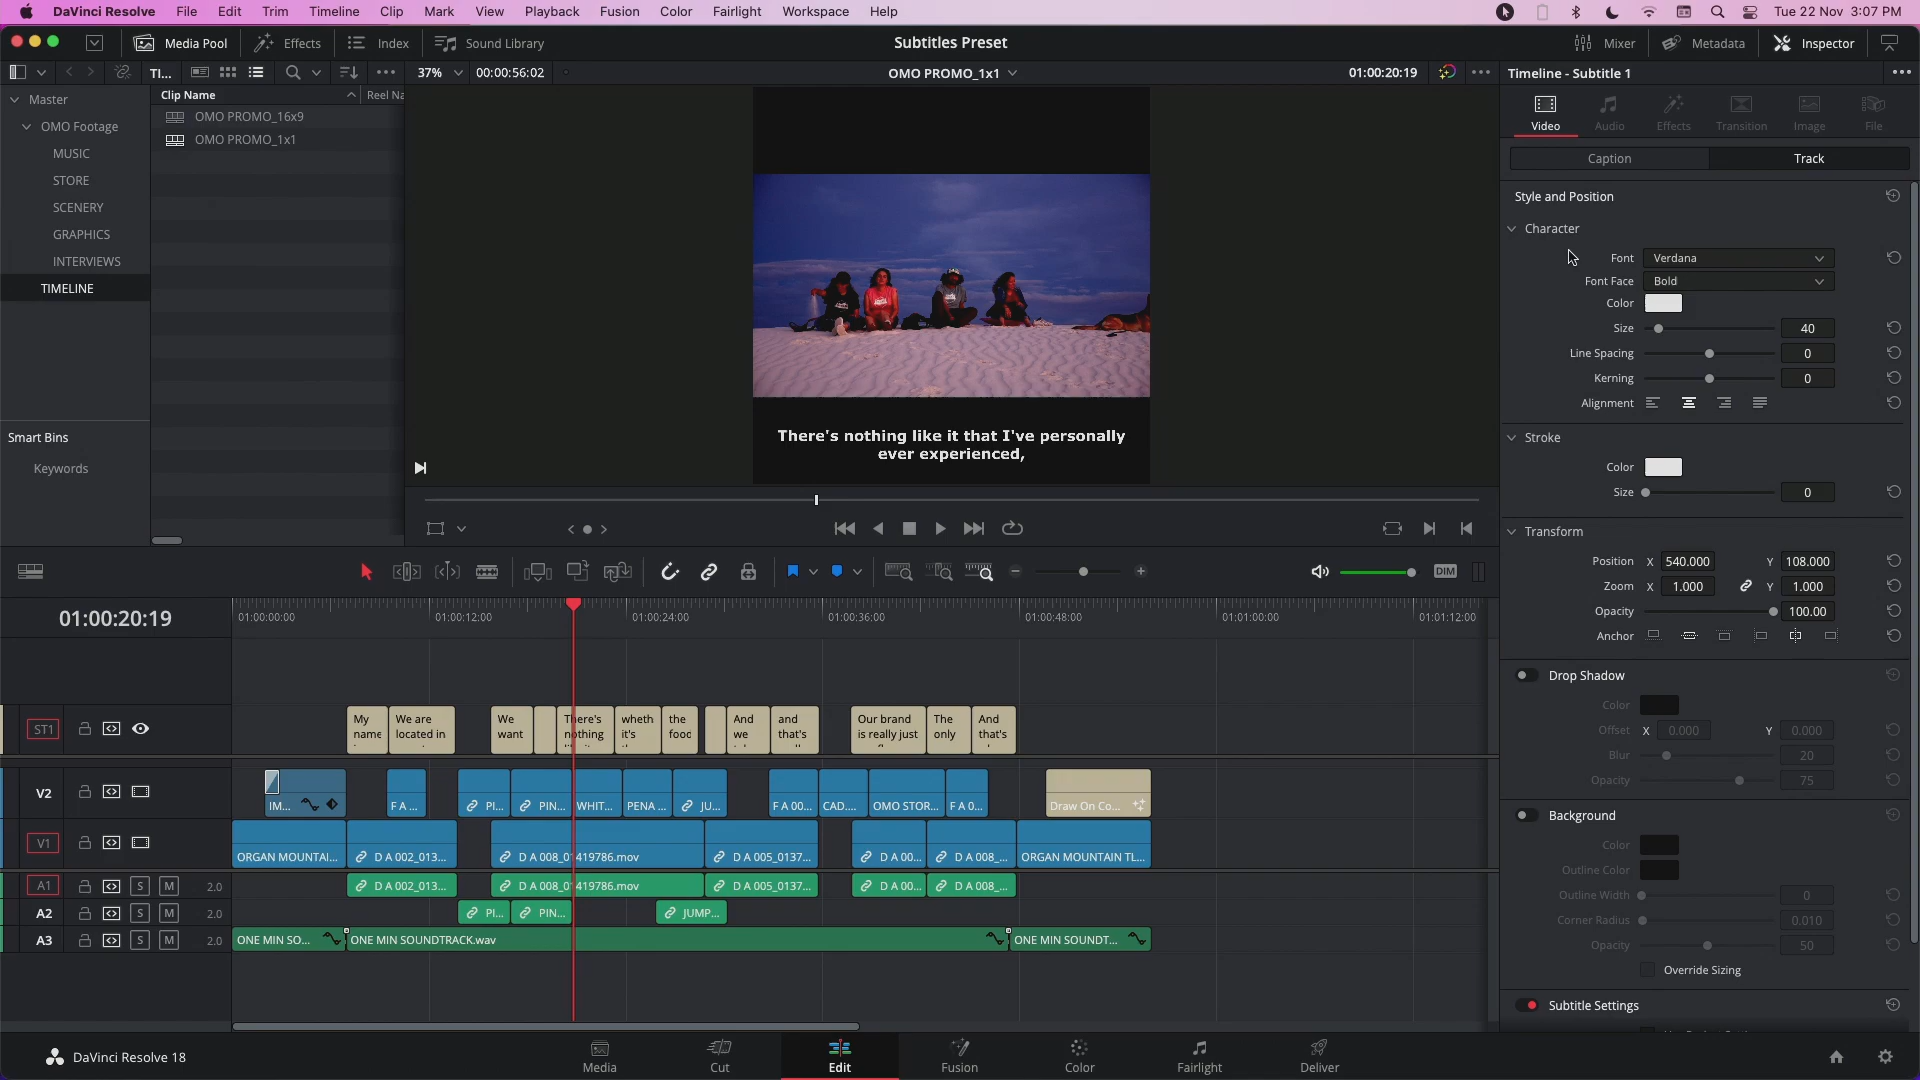 DaVinci Resolve File Edit Trim Timeline Clip Mark View Playback Fusion Color Fairlight Workspace Help Tue 22 Nov 3:07 PM
Media Pool Effects Index Sound Library Subtitles Preset Mixer Metadata Inspector
TI... 37% 00:00:56:02 OMO PROMO_1x1 01:00:20:19 Timeline - Subtitle 1
Master
OMO Footage
MUSIC
STORE
SCENERY
GRAPHICS
INTERVIEWS
TIMELINE
Smart Bins
Keywords
Clip Name Reel Na
OMO PROMO_16x9
OMO PROMO_1x1
There's nothing like it that I've personally
ever experienced,
Video Audio Effects Transition Image File
Caption Track
Style and Position
Character
Font Verdana
Font Face Bold
Color
Size 40
Line Spacing 0
Kerning 0
Alignment
Stroke
Color
Size 0
Transform
Position X 540.000 Y 108.000
Zoom X 1.000 Y 1.000
Opacity 100.00
Anchor
Drop Shadow
Color
Offset X 0.000 Y 0.000
Blur 20
Opacity 75
Background
Color
Outline Color
Outline Width 0
Corner Radius 0.010
Opacity 50
Override Sizing
Subtitle Settings
DIM
01:00:20:19 01:00:00:00 01:00:12:00 01:00:24:00 01:00:36:00 01:00:48:00 01:01:00:00 01:01:12:00
ST1
My
name
We are
located in
We
want
There's
nothing
wheth
it's
the
food
And
we
and
that's
Our brand
is really just
The
only
And
that's
V2 IM... F A ... PI... PIN... WHIT... PENA ... JU... F A 00... CAD.... OMO STOR... F A 0... Draw On Co...
V1 ORGAN MOUNTAI... D A 002_013... D A 008_01419786.mov D A 005_0137... D A 00... D A 008_... ORGAN MOUNTAIN TL...
A1 S M 2.0 D A 002_013... D A 008_01419786.mov D A 005_0137... D A 00... D A 008_...
A2 S M 2.0 PI... PIN... JUMP...
A3 S M 2.0 ONE MIN SO... ONE MIN SOUNDTRACK.wav ONE MIN SOUNDT...
DaVinci Resolve 18 Media Cut Edit Fusion Color Fairlight Deliver